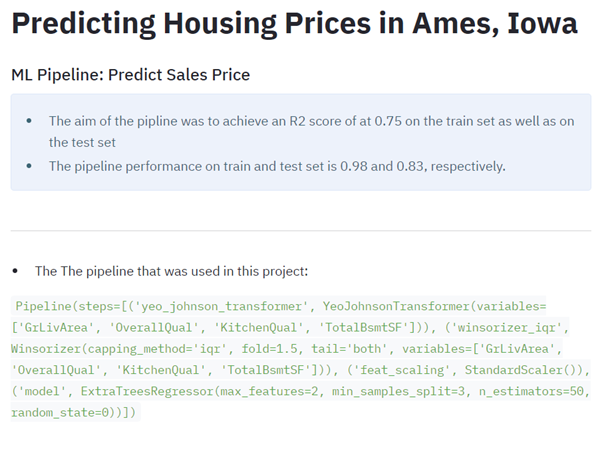 Predicting Housing Prices in Ames, Iowa
ML Pipeline: Predict Sales Price
• The aim of the pipline was to achieve an R2 score of at 0.75 on the train set as well as on
the test set
• The pipeline performance on train and test set is 0.98 and 0.83, respectively.
• The The pipeline that was used in this project:
Pipeline(steps=[('yeo_johnson_transformer', YeoJohnsonTransformer(variables=
['GrLivArea', 'OverallQual', 'KitchenQual', 'TotalBsmtSF'])), ('winsorizer_iqr',
Winsorizer(capping_method='iqr', fold=1.5, tail='both', variables=['GrLivArea',
'OverallQual', 'KitchenQual', 'TotalBsmtSF'])), ('feat_scaling', StandardScaler()),
('model', ExtraTreesRegressor(max_features=2, min_samples_split=3, n_estimators=50,
random_state=0))])